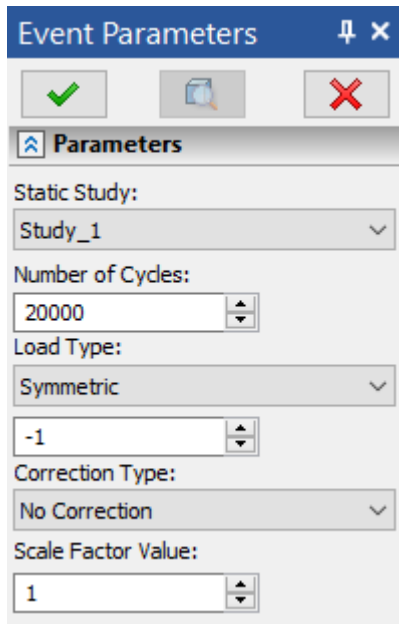 Event Parameters
Parameters
Static Study:
Study_1
Number of Cycles:
20000
Load Type:
Symmetric
-1
Correction Type:
No Correction
Scale Factor Value:
1